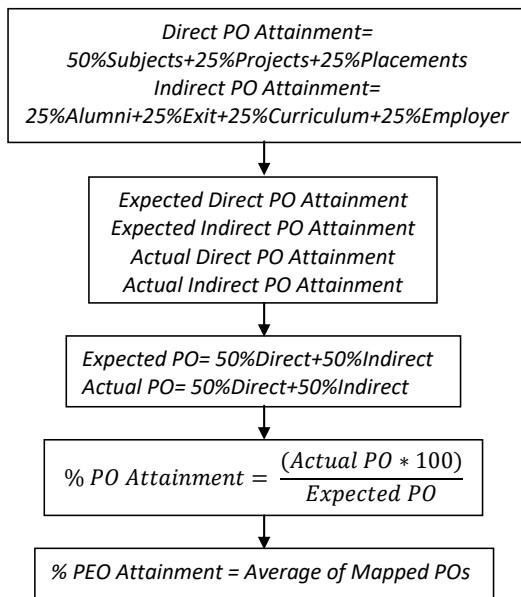 Direct PO Attainment=
50%Subjects+25%Projects+25%Placements
Indirect PO Attainment=
25%Alumni+25%Exit+25%Curriculum+25%Employer
Expected Direct PO Attainment
Expected Indirect PO Attainment
Actual Direct PO Attainment
Actual Indirect PO Attainment
Expected PO= 50%Direct+50%Indirect
Actual PO= 50%Direct+50%Indirect
% PO Attainment = (Actual PO * 100) / Expected PO
% PEO Attainment = Average of Mapped POs